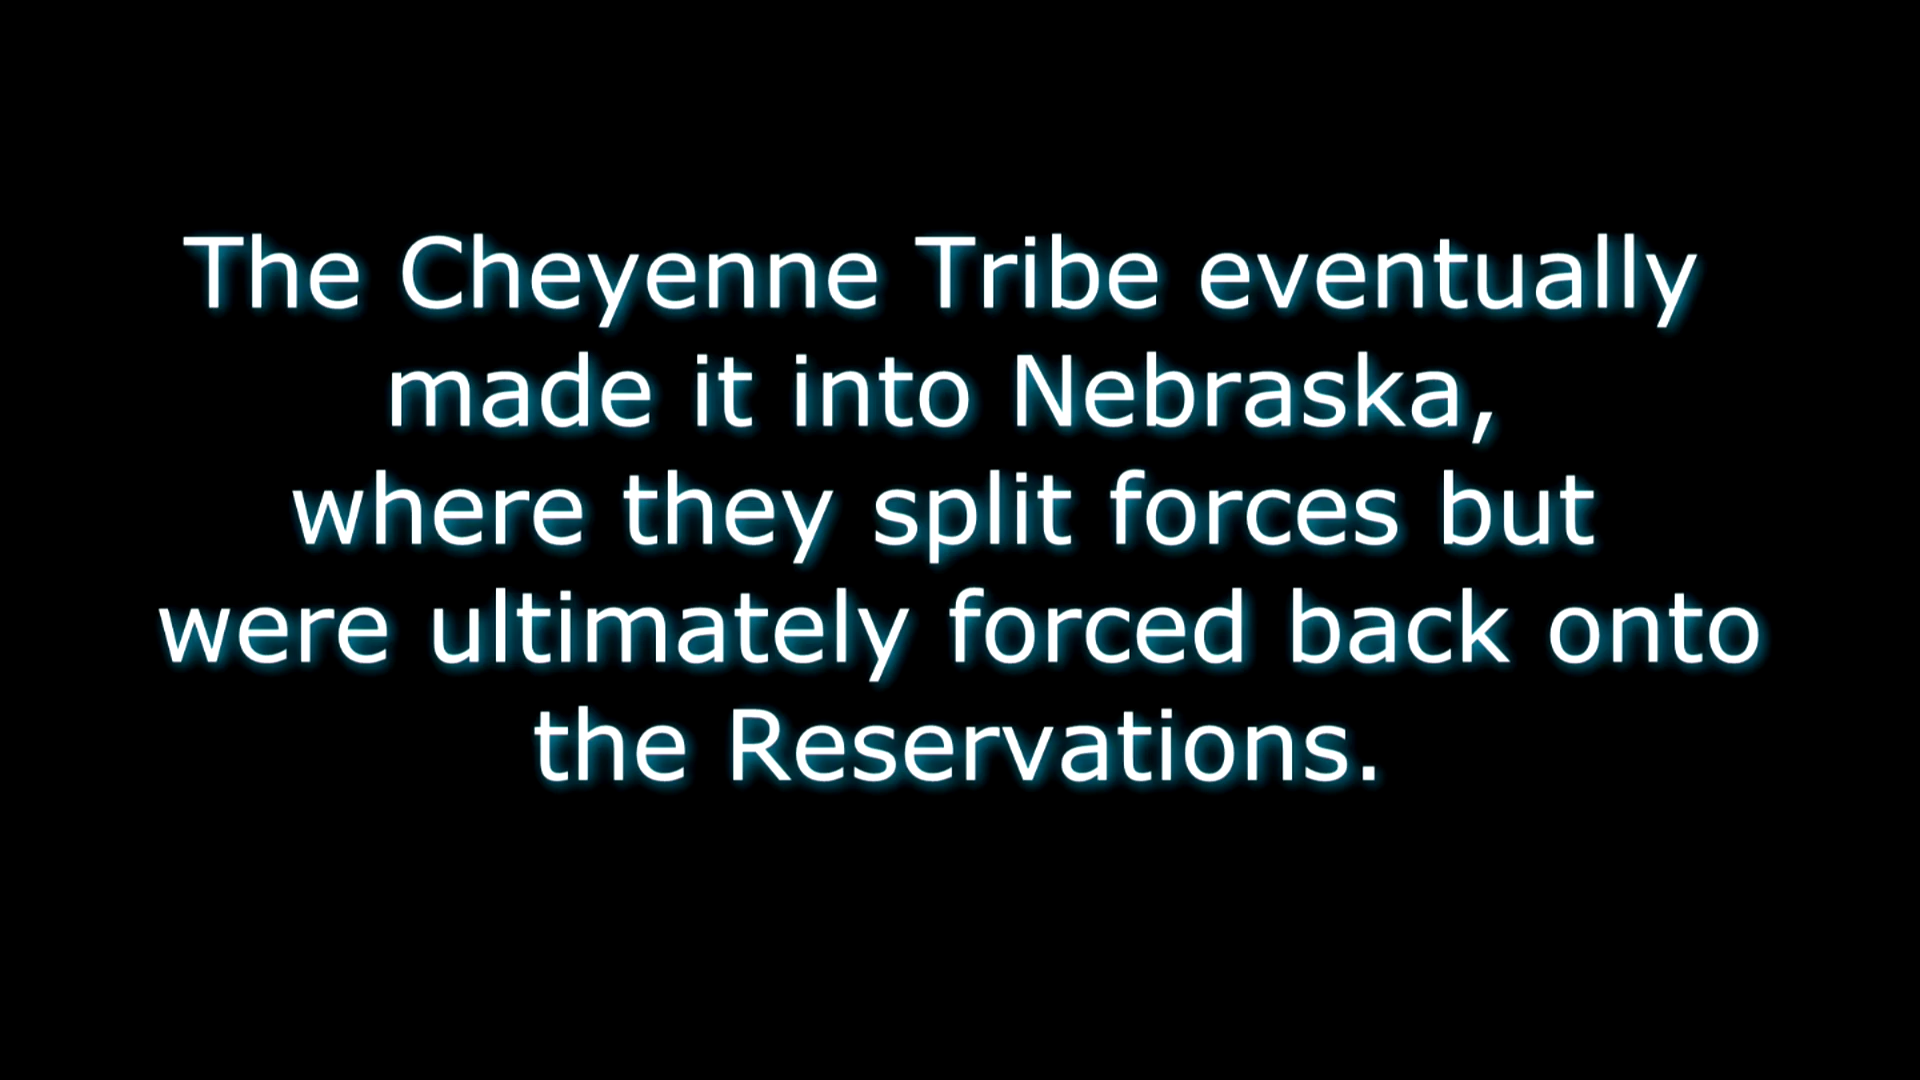 The Cheyenne Tribe eventually
made it into Nebraska,
where they split forces but
were ultimately forced back onto
the Reservations.